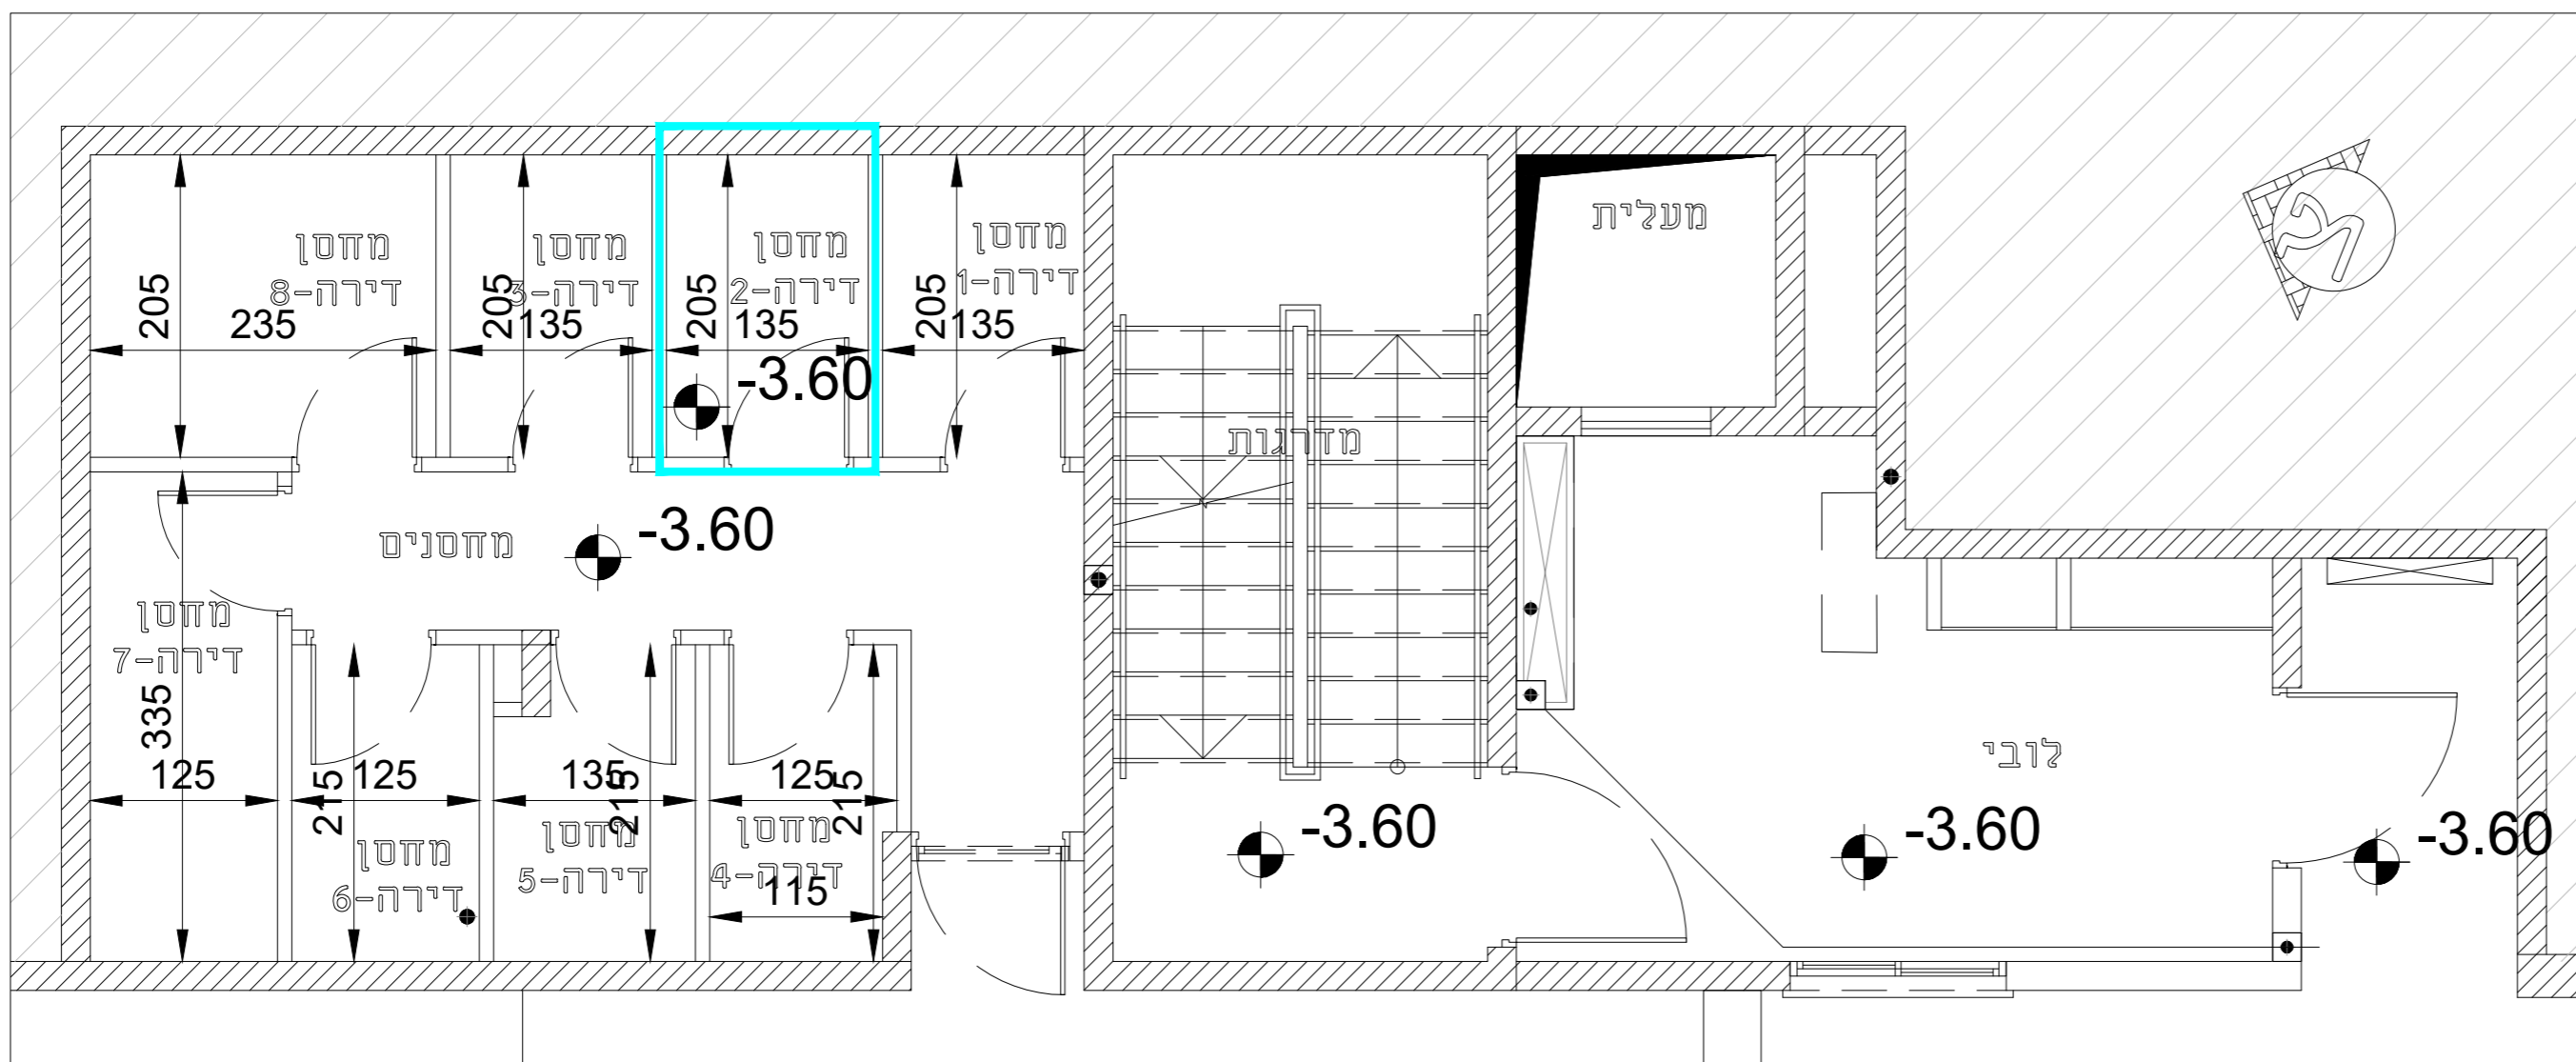 מחסן
דירה-1
205
135
מחסן
דירה-2
205
135
-3.60
מחסן
דירה-3
205
135
מחסן
דירה-8
205
235
מעלית
צ
מדרגות
מחסנים
-3.60
מחסן
דירה-7
335
125
מחסן
דירה-6
215
125
מחסן
דירה-5
215
135
מחסן
דירה-4
215
125
115
-3.60
לובי
-3.60
-3.60